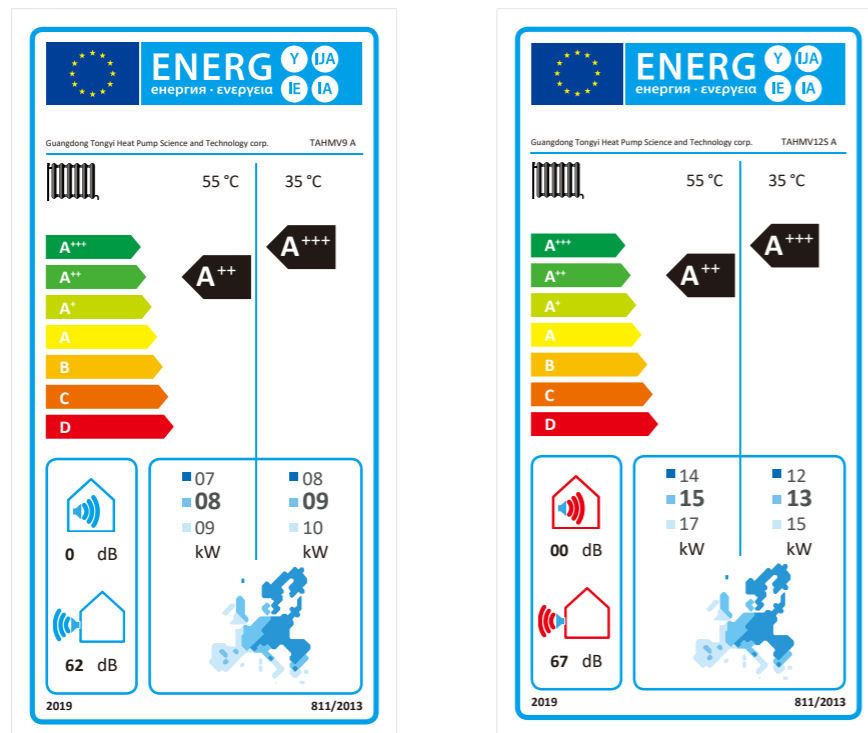 ENERG Y IJA
енергия · ενεργεια IE IA
Guangdong Tongyi Heat Pump Science and Technology corp. TAHMV9 A
55 °C 35 °C
A+++
A+++
A++
A++
A+
A
B
C
D
07 08
08 09
09 10
kW kW
0 dB
62 dB
2019 811/2013
ENERG Y IJA
енергия · ενεργεια IE IA
Guangdong Tongyi Heat Pump Science and Technology corp. TAHMV12S A
55 °C 35 °C
A+++
A+++
A++
A++
A+
A
B
C
D
14 12
15 13
17 15
kW kW
00 dB
67 dB
2019 811/2013